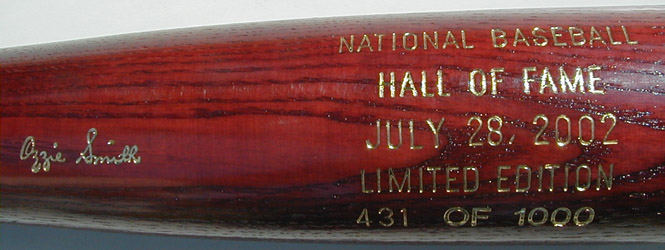 NATIONAL BASEBALL
HALL OF FAME
JULY 28, 2002
LIMITED EDITION
431 OF 1000
Ozzie Smith